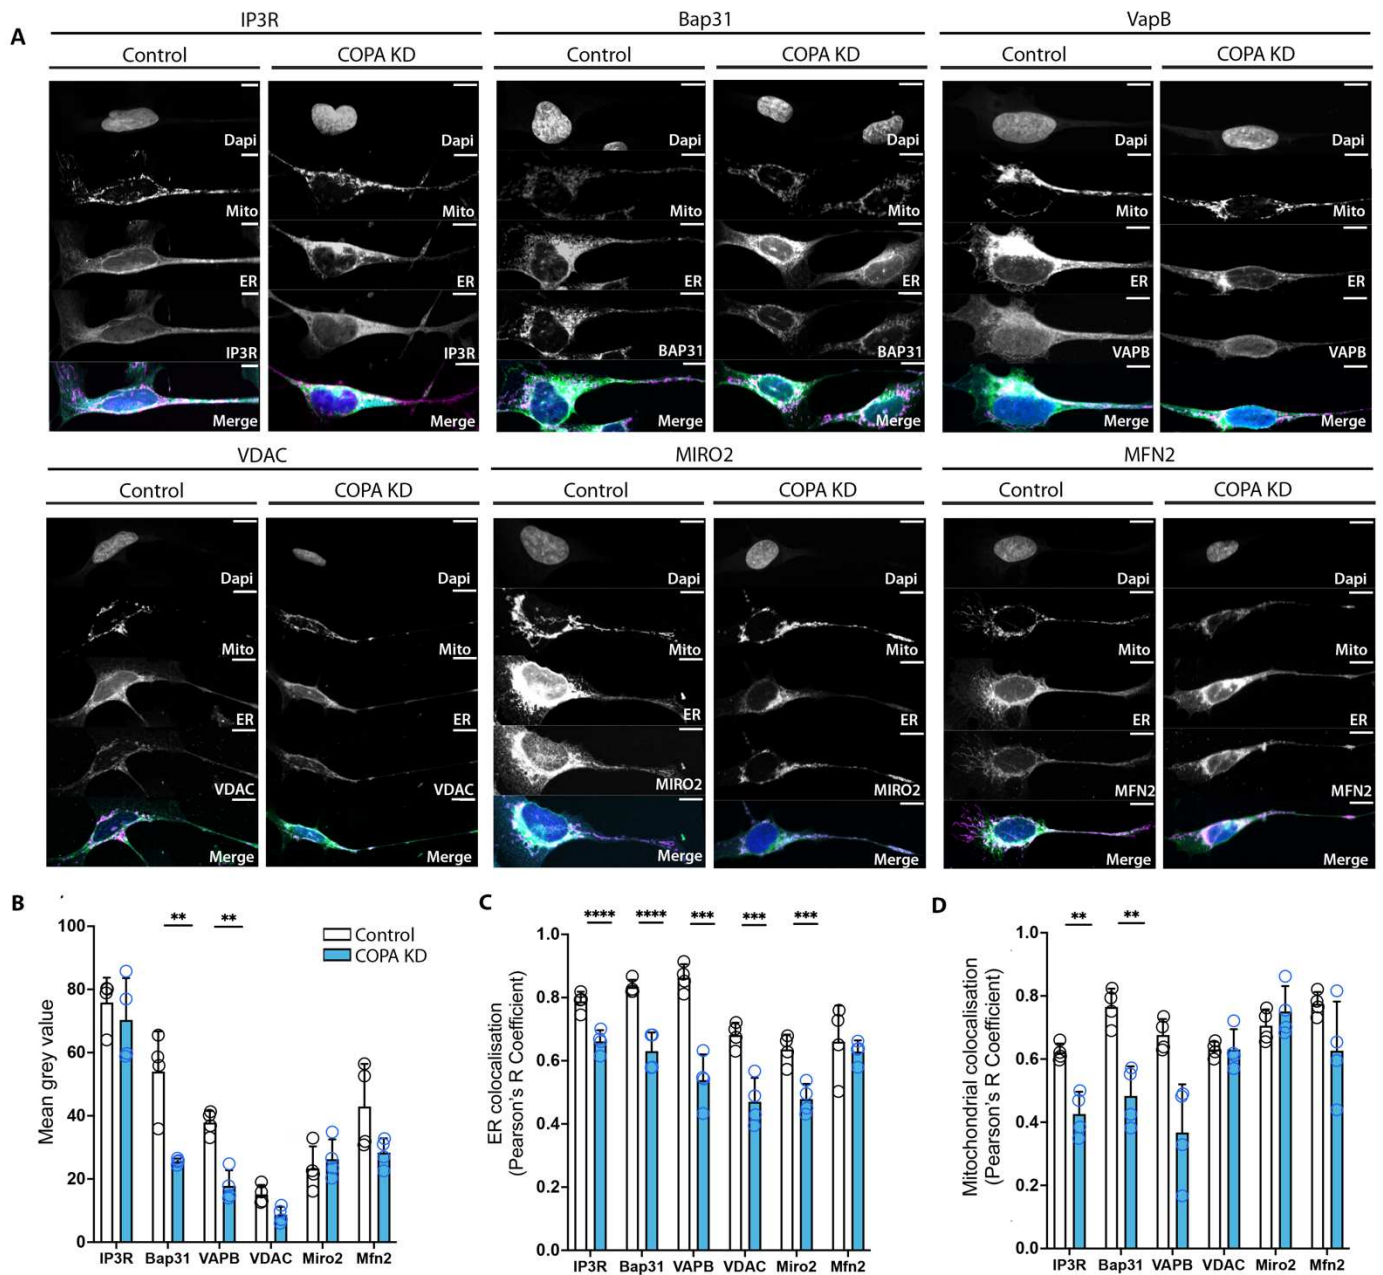 IP3R Bap31 VapB
A
Control COPA KD Control COPA KD Control COPA KD
Dapi Dapi Dapi Dapi Dapi Dapi
Mito Mito Mito Mito Mito Mito
ER ER ER ER ER ER
IP3R IP3R BAP31 BAP31 VAPB VAPB
Merge Merge Merge Merge Merge Merge
VDAC MIRO2 MFN2
Control COPA KD Control COPA KD Control COPA KD
Dapi Dapi Dapi Dapi Dapi Dapi
Mito Mito Mito Mito Mito Mito
ER ER ER ER ER ER
VDAC VDAC MIRO2 MIRO2 MFN2 MFN2
Merge Merge Merge Merge Merge Merge
B
** **
Control
COPA KD
Mean grey value
100
80
60
40
20
0
IP3R Bap31 VAPB VDAC Miro2 Mfn2
C
**** **** *** *** ***
ER colocalisation
(Pearson's R Coefficient)
1.0
0.8
0.6
0.4
0.2
0.0
IP3R Bap31 VAPB VDAC Miro2 Mfn2
D
** **
Mitochondrial colocalisation
(Pearson's R Coefficient)
1.0
0.8
0.6
0.4
0.2
0.0
IP3R Bap31 VAPB VDAC Miro2 Mfn2